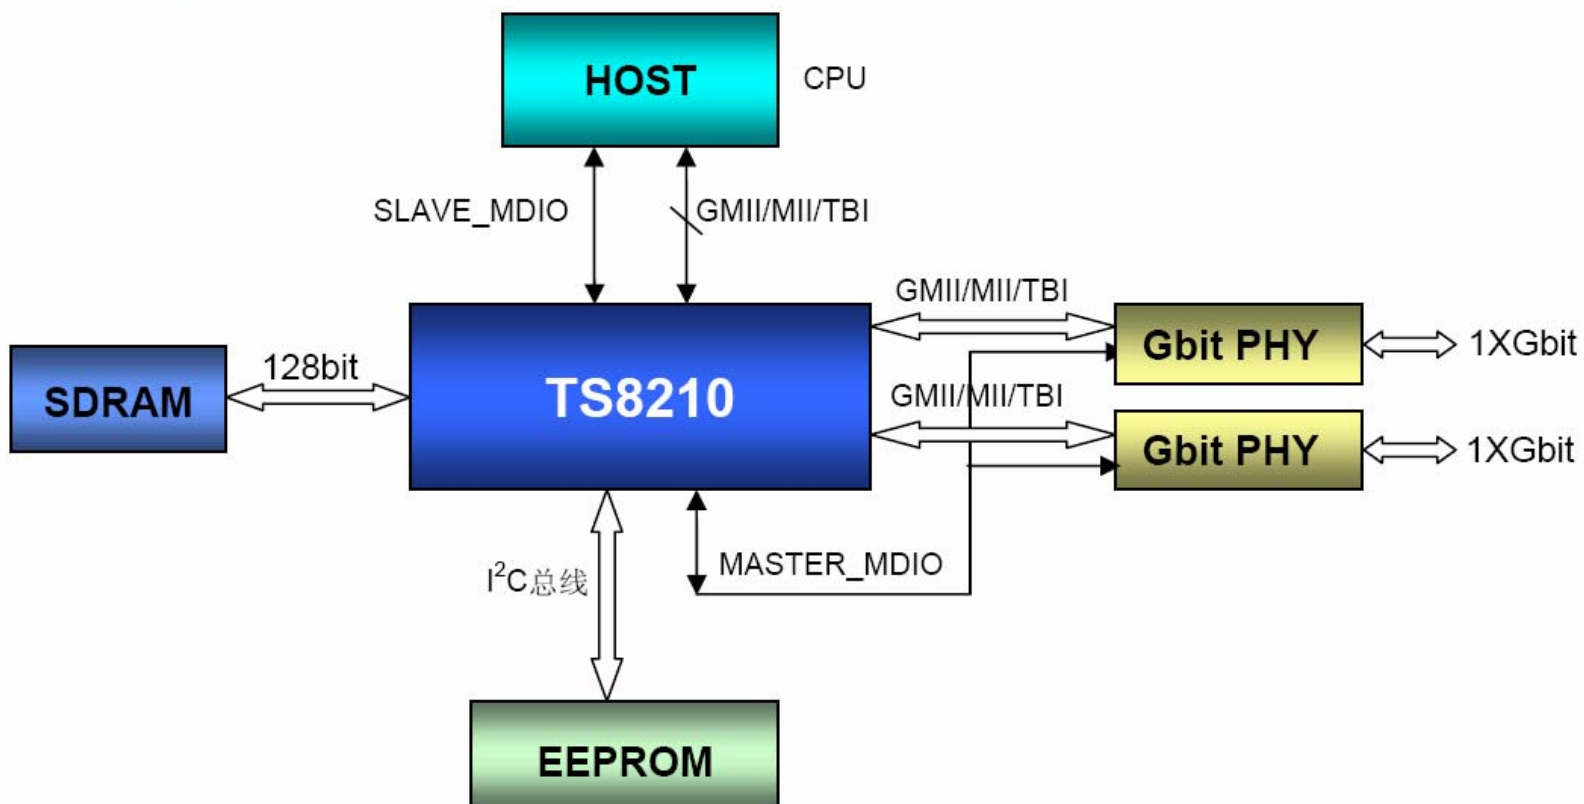 HOST
CPU
SLAVE_MDIO
GMII/MII/TBI
GMII/MII/TBI
Gbit PHY
1XGbit
128bit
SDRAM
TS8210
GMII/MII/TBI
Gbit PHY
1XGbit
MASTER_MDIO
I²C总线
EEPROM